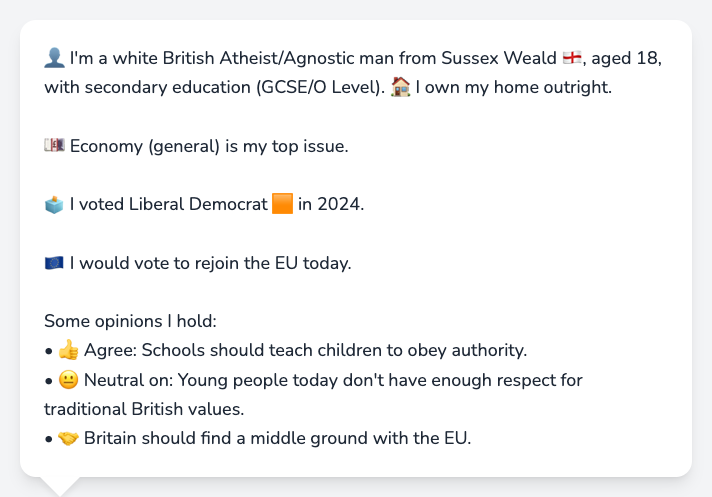 👤 I'm a white British Atheist/Agnostic man from Sussex Weald 🏴󠁧󠁢󠁥󠁮󠁧󠁿, aged 18,
with secondary education (GCSE/O Level). 🏠 I own my home outright.
💷 Economy (general) is my top issue.
🗳️ I voted Liberal Democrat 🟧 in 2024.
🇪🇺 I would vote to rejoin the EU today.
Some opinions I hold:
• 👍 Agree: Schools should teach children to obey authority.
• 😐 Neutral on: Young people today don't have enough respect for
traditional British values.
• 🤝 Britain should find a middle ground with the EU.